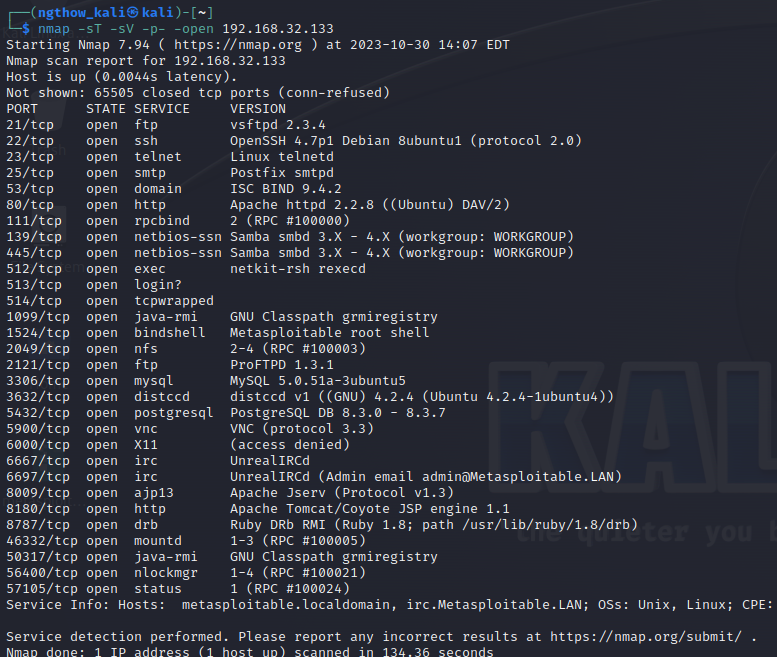 ┌──(ngthow_kali㉿kali)-[~]
└─$ nmap -sT -sV -p- -open 192.168.32.133
Starting Nmap 7.94 ( https://nmap.org ) at 2023-10-30 14:07 EDT
Nmap scan report for 192.168.32.133
Host is up (0.0044s latency).
Not shown: 65505 closed tcp ports (conn-refused)
PORT      STATE SERVICE     VERSION
21/tcp    open  ftp         vsftpd 2.3.4
22/tcp    open  ssh         OpenSSH 4.7p1 Debian 8ubuntu1 (protocol 2.0)
23/tcp    open  telnet      Linux telnetd
25/tcp    open  smtp        Postfix smtpd
53/tcp    open  domain      ISC BIND 9.4.2
80/tcp    open  http        Apache httpd 2.2.8 ((Ubuntu) DAV/2)
111/tcp   open  rpcbind     2 (RPC #100000)
139/tcp   open  netbios-ssn Samba smbd 3.X - 4.X (workgroup: WORKGROUP)
445/tcp   open  netbios-ssn Samba smbd 3.X - 4.X (workgroup: WORKGROUP)
512/tcp   open  exec        netkit-rsh rexecd
513/tcp   open  login?
514/tcp   open  tcpwrapped
1099/tcp  open  java-rmi    GNU Classpath grmiregistry
1524/tcp  open  bindshell   Metasploitable root shell
2049/tcp  open  nfs         2-4 (RPC #100003)
2121/tcp  open  ftp         ProFTPD 1.3.1
3306/tcp  open  mysql       MySQL 5.0.51a-3ubuntu5
3632/tcp  open  distccd     distccd v1 ((GNU) 4.2.4 (Ubuntu 4.2.4-1ubuntu4))
5432/tcp  open  postgresql  PostgreSQL DB 8.3.0 - 8.3.7
5900/tcp  open  vnc         VNC (protocol 3.3)
6000/tcp  open  X11         (access denied)
6667/tcp  open  irc         UnrealIRCd
6697/tcp  open  irc         UnrealIRCd (Admin email admin@Metasploitable.LAN)
8009/tcp  open  ajp13       Apache Jserv (Protocol v1.3)
8180/tcp  open  http        Apache Tomcat/Coyote JSP engine 1.1
8787/tcp  open  drb         Ruby DRb RMI (Ruby 1.8; path /usr/lib/ruby/1.8/drb)
46332/tcp open  mountd      1-3 (RPC #100005)
50317/tcp open  java-rmi    GNU Classpath grmiregistry
56400/tcp open  nlockmgr    1-4 (RPC #100021)
57105/tcp open  status      1 (RPC #100024)
Service Info: Hosts:  metasploitable.localdomain, irc.Metasploitable.LAN; OSs: Unix, Linux; CPE:
Service detection performed. Please report any incorrect results at https://nmap.org/submit/ .
Nmap done: 1 IP address (1 host up) scanned in 134.36 seconds
KAL
the quieter you b